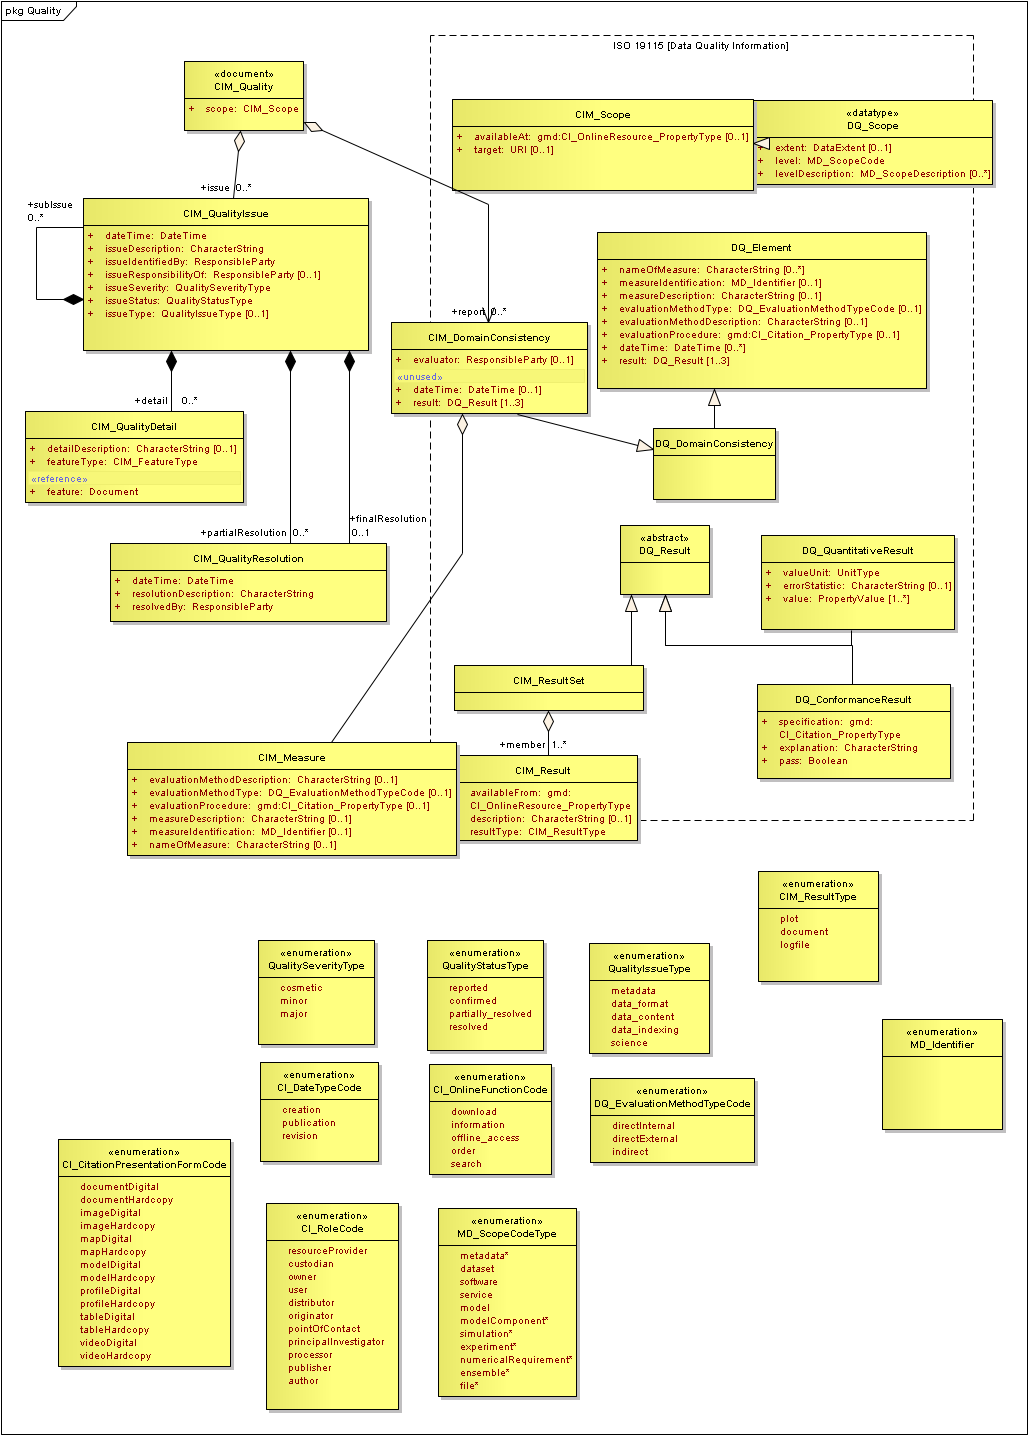 pkg Quality
ISO 19115 [Data Quality Information]
«document»
CIM_Quality
+ scope: CIM_Scope
CIM_Scope
+ availableAt: gmd:CI_OnlineResource_PropertyType [0..1]
+ target: URI [0..1]
«datatype»
DQ_Scope
+ extent: DataExtent [0..1]
+ level: MD_ScopeCode
+ levelDescription: MD_ScopeDescription [0..*]
+issue 0..*
+subIssue
0..*
CIM_QualityIssue
+ dateTime: DateTime
+ issueDescription: CharacterString
+ issueIdentifiedBy: ResponsibleParty
+ issueResponsibilityOf: ResponsibleParty [0..1]
+ issueSeverity: QualitySeverityType
+ issueStatus: QualityStatusType
+ issueType: QualityIssueType [0..1]
DQ_Element
+ nameOfMeasure: CharacterString [0..*]
+ measureIdentification: MD_Identifier [0..1]
+ measureDescription: CharacterString [0..1]
+ evaluationMethodType: DQ_EvaluationMethodTypeCode [0..1]
+ evaluationMethodDescription: CharacterString [0..1]
+ evaluationProcedure: gmd:CI_Citation_PropertyType [0..1]
+ dateTime: DateTime [0..*]
+ result: DQ_Result [1..3]
+report 0..*
CIM_DomainConsistency
+ evaluator: ResponsibleParty [0..1]
«unused»
+ dateTime: DateTime [0..1]
+ result: DQ_Result [1..3]
+detail 0..*
CIM_QualityDetail
+ detailDescription: CharacterString [0..1]
+ featureType: CIM_FeatureType
«reference»
+ feature: Document
DQ_DomainConsistency
+partialResolution 0..*
+finalResolution
0..1
CIM_QualityResolution
+ dateTime: DateTime
+ resolutionDescription: CharacterString
+ resolvedBy: ResponsibleParty
«abstract»
DQ_Result
DQ_QuantitativeResult
+ valueUnit: UnitType
+ errorStatistic: CharacterString [0..1]
+ value: PropertyValue [1..*]
CIM_ResultSet
DQ_ConformanceResult
+ specification: gmd:
CI_Citation_PropertyType
+ explanation: CharacterString
+ pass: Boolean
+member 1..*
CIM_Measure
+ evaluationMethodDescription: CharacterString [0..1]
+ evaluationMethodType: DQ_EvaluationMethodTypeCode [0..1]
+ evaluationProcedure: gmd:CI_Citation_PropertyType [0..1]
+ measureDescription: CharacterString [0..1]
+ measureIdentification: MD_Identifier [0..1]
+ nameOfMeasure: CharacterString [0..1]
CIM_Result
availableFrom: gmd:
CI_OnlineResource_PropertyType
description: CharacterString [0..1]
resultType: CIM_ResultType
«enumeration»
CIM_ResultType
plot
document
logfile
«enumeration»
QualitySeverityType
cosmetic
minor
major
«enumeration»
QualityStatusType
reported
confirmed
partially_resolved
resolved
«enumeration»
QualityIssueType
metadata
data_format
data_content
data_indexing
science
«enumeration»
MD_Identifier
«enumeration»
CI_DateTypeCode
creation
publication
revision
«enumeration»
CI_OnlineFunctionCode
download
information
offline_access
order
search
«enumeration»
DQ_EvaluationMethodTypeCode
directInternal
directExternal
indirect
«enumeration»
CI_CitationPresentationFormCode
documentDigital
documentHardcopy
imageDigital
imageHardcopy
mapDigital
mapHardcopy
modelDigital
modelHardcopy
profileDigital
profileHardcopy
tableDigital
tableHardcopy
videoDigital
videoHardcopy
«enumeration»
CI_RoleCode
resourceProvider
custodian
owner
user
distributor
originator
pointOfContact
principalInvestigator
processor
publisher
author
«enumeration»
MD_ScopeCodeType
metadata*
dataset
software
service
model
modelComponent*
simulation*
experiment*
numericalRequirement*
ensemble*
file*